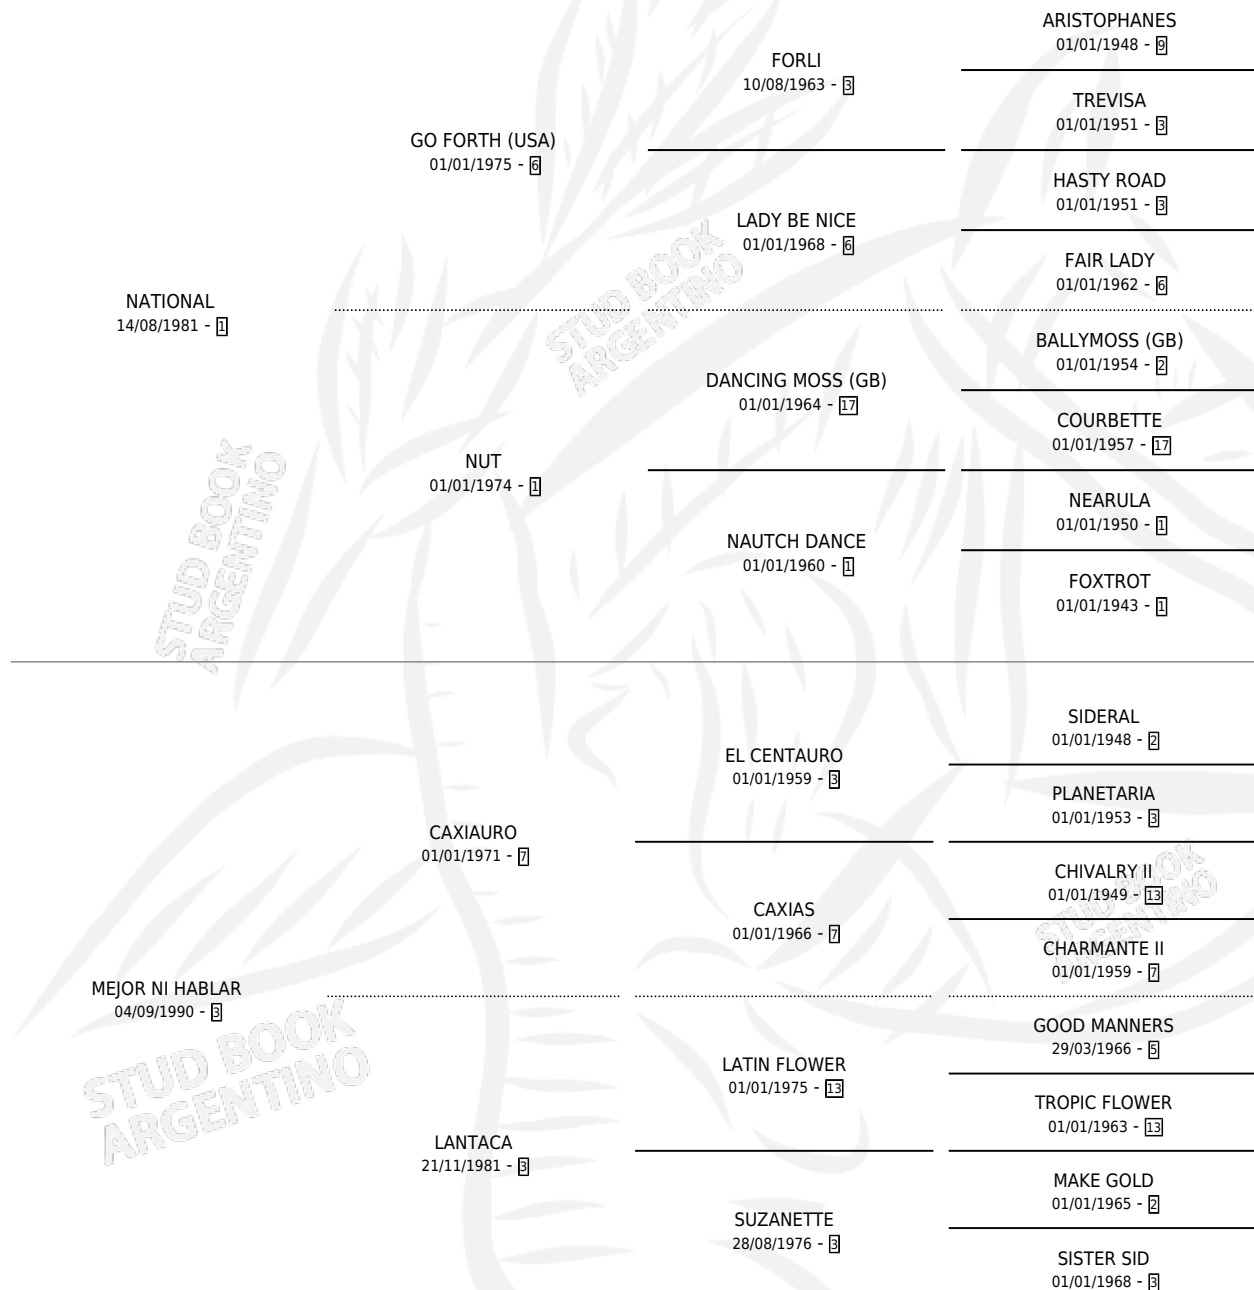 ARISTOPHANES
01/01/1948 - 9
FORLI
10/08/1963 - 3
TREVISA
01/01/1951 - 3
GO FORTH (USA)
01/01/1975 - 6
HASTY ROAD
01/01/1951 - 3
LADY BE NICE
01/01/1968 - 6
FAIR LADY
01/01/1962 - 6
NATIONAL
14/08/1981 - 1
BALLYMOSS (GB)
01/01/1954 - 2
DANCING MOSS (GB)
01/01/1964 - 17
COURBETTE
01/01/1957 - 17
NUT
01/01/1974 - 1
NEARULA
01/01/1950 - 1
NAUTCH DANCE
01/01/1960 - 1
FOXTROT
01/01/1943 - 1
STUD BOOK
ARGENTINO
STUD BOOK
ARGENTINO
SIDERAL
01/01/1948 - 2
EL CENTAURO
01/01/1959 - 3
PLANETARIA
01/01/1953 - 3
CAXIAURO
01/01/1971 - 7
CHIVALRY II
01/01/1949 - 13
CAXIAS
01/01/1966 - 7
CHARMANTE II
01/01/1959 - 7
MEJOR NI HABLAR
04/09/1990 - 3
GOOD MANNERS
29/03/1966 - 5
LATIN FLOWER
01/01/1975 - 13
TROPIC FLOWER
01/01/1963 - 13
LANTACA
21/11/1981 - 3
MAKE GOLD
01/01/1965 - 2
SUZANETTE
28/08/1976 - 3
SISTER SID
01/01/1968 - 3
STUD BOOK
ARGENTINO
STUD BOOK
ARGENTINO